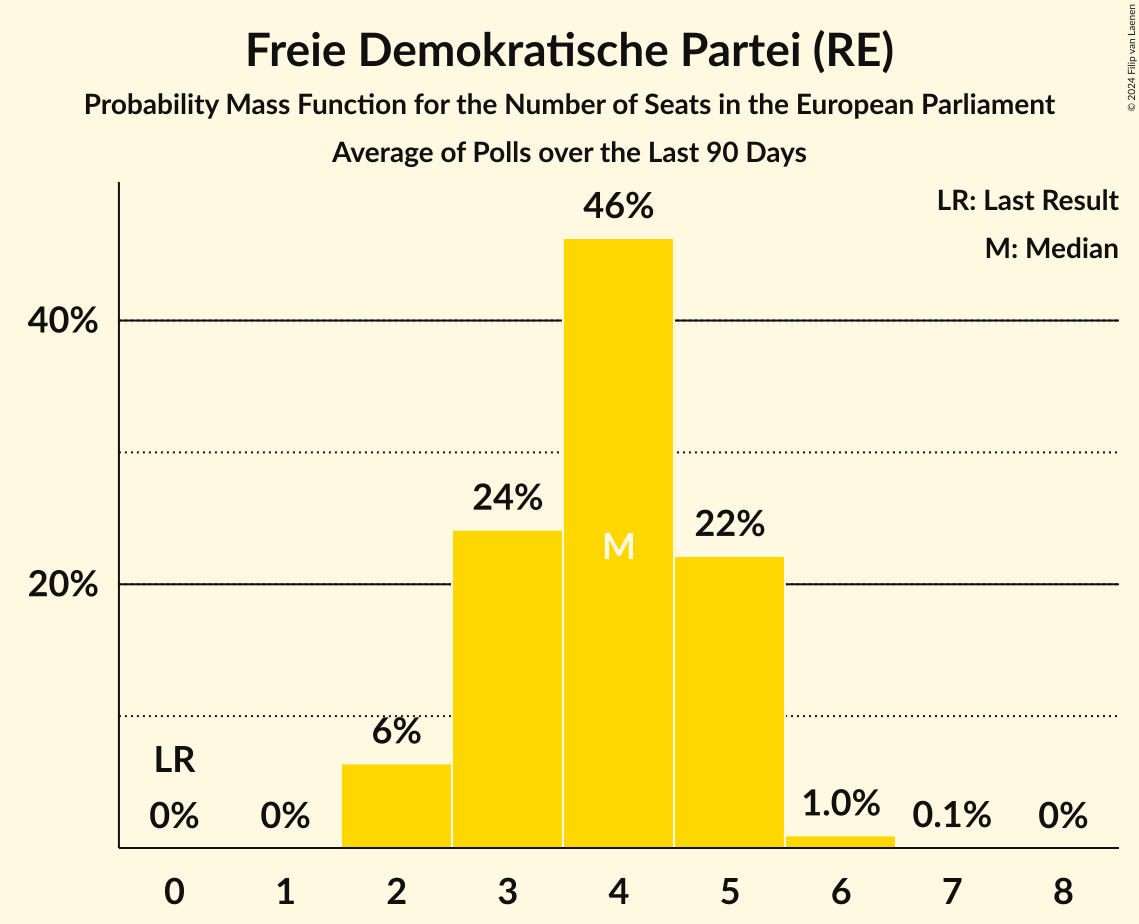 Freie Demokratische Partei (RE)
Probability Mass Function for the Number of Seats in the European Parliament
Average of Polls over the Last 90 Days
© 2024 Filip van Laenen
LR: Last Result
M: Median
46%
40%
24%
22%
M
20%
6%
LR
0%
0%
1.0%
0.1%
0%
0 1 2 3 4 5 6 7 8